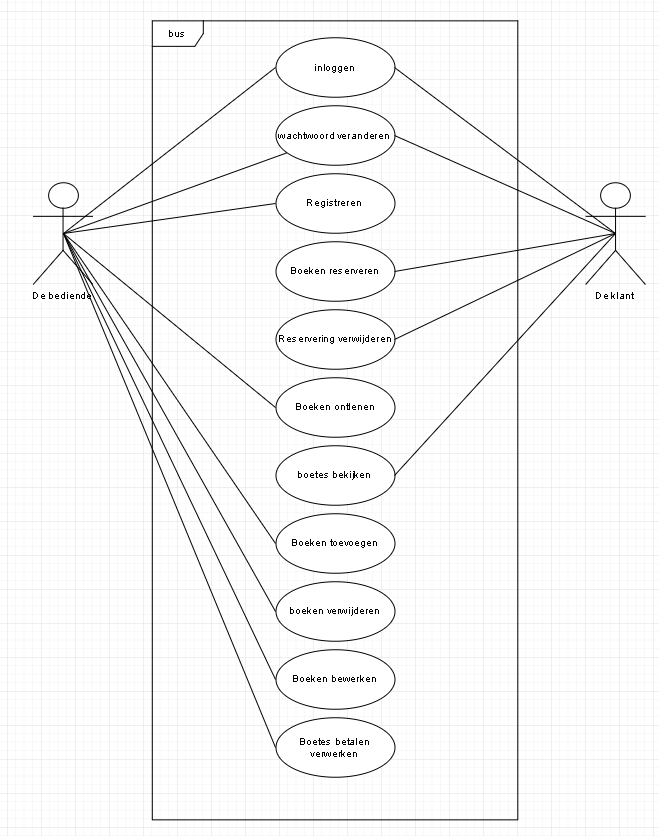 bus
inloggen
wachtwoord veranderen
Registreren
Boeken reserveren
De bediende
De klant
Reservering verwijderen
Boeken ontlenen
boetes bekijken
Boeken toevoegen
boeken verwijderen
Boeken bewerken
Boetes betalen
verwerken